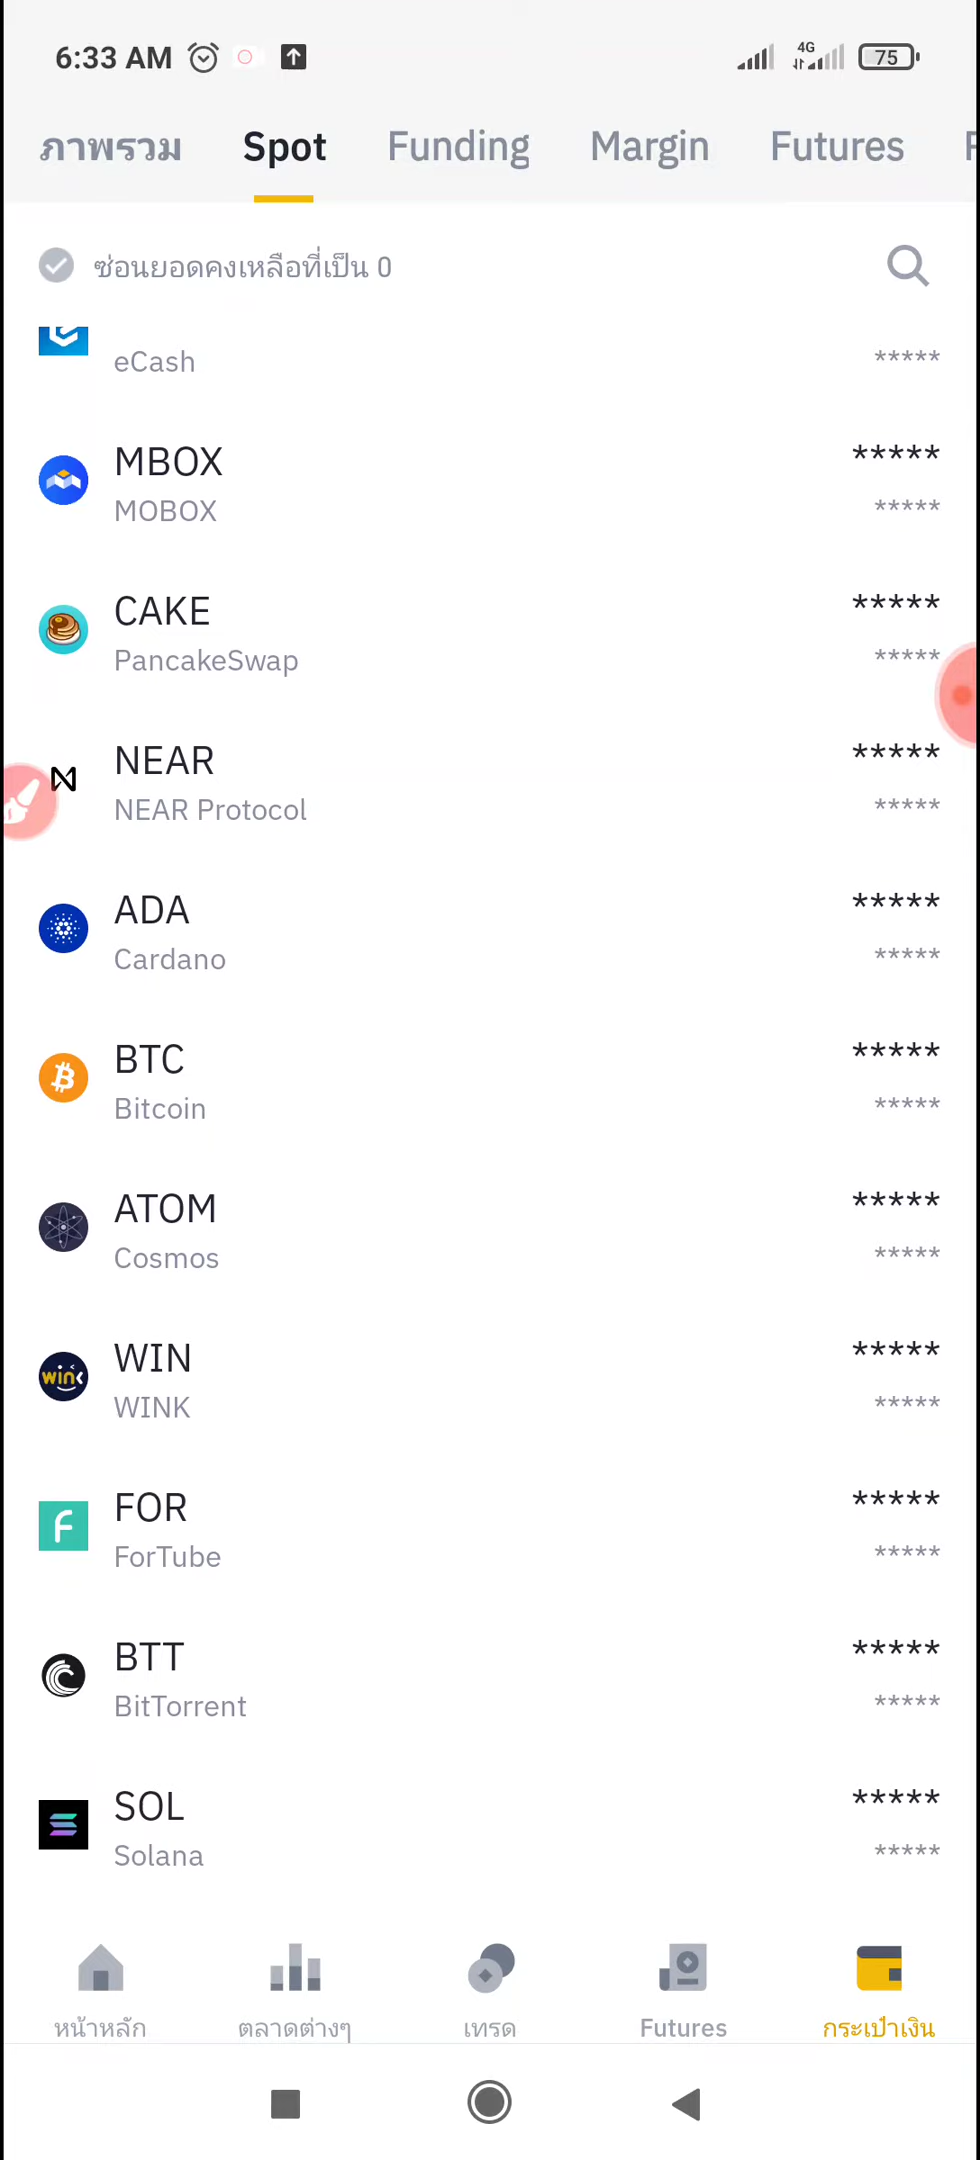 6:33 AM 4G 75
ภาพรวม Spot Funding Margin Futures
ซ่อนยอดคงเหลือที่เป็น 0
eCash *****
MBOX *****
MOBOX *****
CAKE *****
PancakeSwap *****
NEAR *****
NEAR Protocol *****
ADA *****
Cardano *****
BTC *****
Bitcoin *****
ATOM *****
Cosmos *****
WIN *****
WINK *****
FOR *****
ForTube *****
BTT *****
BitTorrent *****
SOL *****
Solana *****
หน้าหลัก ตลาดต่างๆ เทรด Futures กระเป๋าเงิน